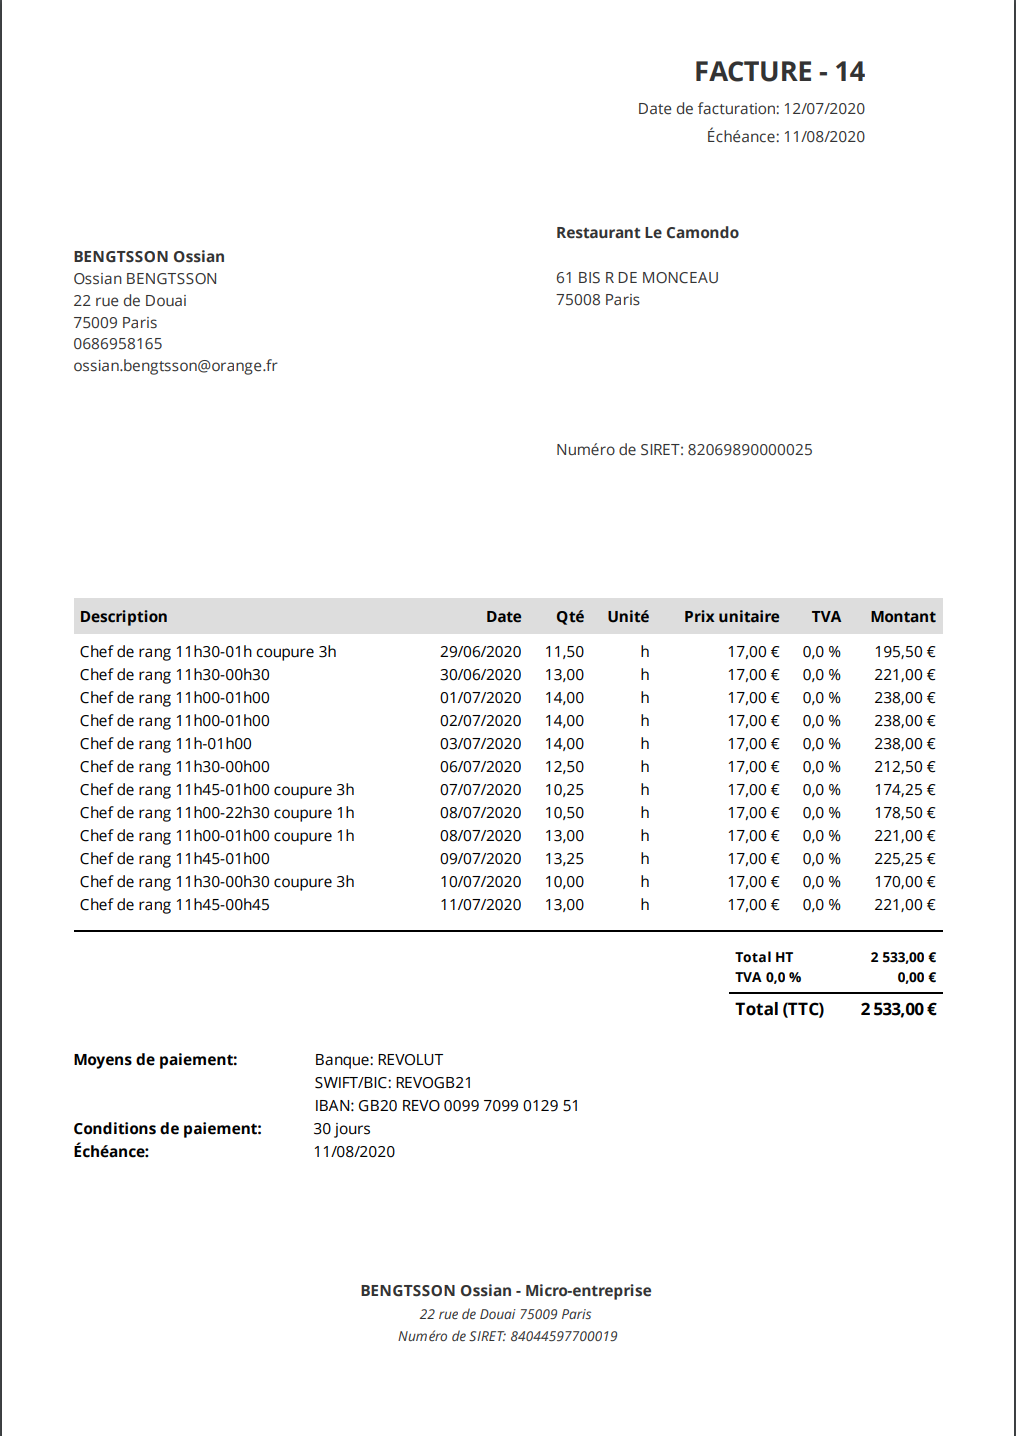 FACTURE - 14
Date de facturation: 12/07/2020
Échéance: 11/08/2020
Restaurant Le Camondo
61 BIS R DE MONCEAU
75008 Paris
Numéro de SIRET: 82069890000025
BENGTSSON Ossian
Ossian BENGTSSON
22 rue de Douai
75009 Paris
0686958165
ossian.bengtsson@orange.fr
Description Date Qté Unité Prix unitaire TVA Montant
Chef de rang 11h30-01h coupure 3h 29/06/2020 11,50 h 17,00 € 0,0 % 195,50 €
Chef de rang 11h30-00h30 30/06/2020 13,00 h 17,00 € 0,0 % 221,00 €
Chef de rang 11h00-01h00 01/07/2020 14,00 h 17,00 € 0,0 % 238,00 €
Chef de rang 11h00-01h00 02/07/2020 14,00 h 17,00 € 0,0 % 238,00 €
Chef de rang 11h-01h00 03/07/2020 14,00 h 17,00 € 0,0 % 238,00 €
Chef de rang 11h30-00h00 06/07/2020 12,50 h 17,00 € 0,0 % 212,50 €
Chef de rang 11h45-01h00 coupure 3h 07/07/2020 10,25 h 17,00 € 0,0 % 174,25 €
Chef de rang 11h00-22h30 coupure 1h 08/07/2020 10,50 h 17,00 € 0,0 % 178,50 €
Chef de rang 11h00-01h00 coupure 1h 08/07/2020 13,00 h 17,00 € 0,0 % 221,00 €
Chef de rang 11h45-01h00 09/07/2020 13,25 h 17,00 € 0,0 % 225,25 €
Chef de rang 11h30-00h30 coupure 3h 10/07/2020 10,00 h 17,00 € 0,0 % 170,00 €
Chef de rang 11h45-00h45 11/07/2020 13,00 h 17,00 € 0,0 % 221,00 €
Total HT 2 533,00 €
TVA 0,0 % 0,00 €
Total (TTC) 2 533,00 €
Moyens de paiement: Banque: REVOLUT
SWIFT/BIC: REVOGB21
IBAN: GB20 REVO 0099 7099 0129 51
Conditions de paiement: 30 jours
Échéance: 11/08/2020
BENGTSSON Ossian - Micro-entreprise
22 rue de Douai 75009 Paris
Numéro de SIRET: 84044597700019